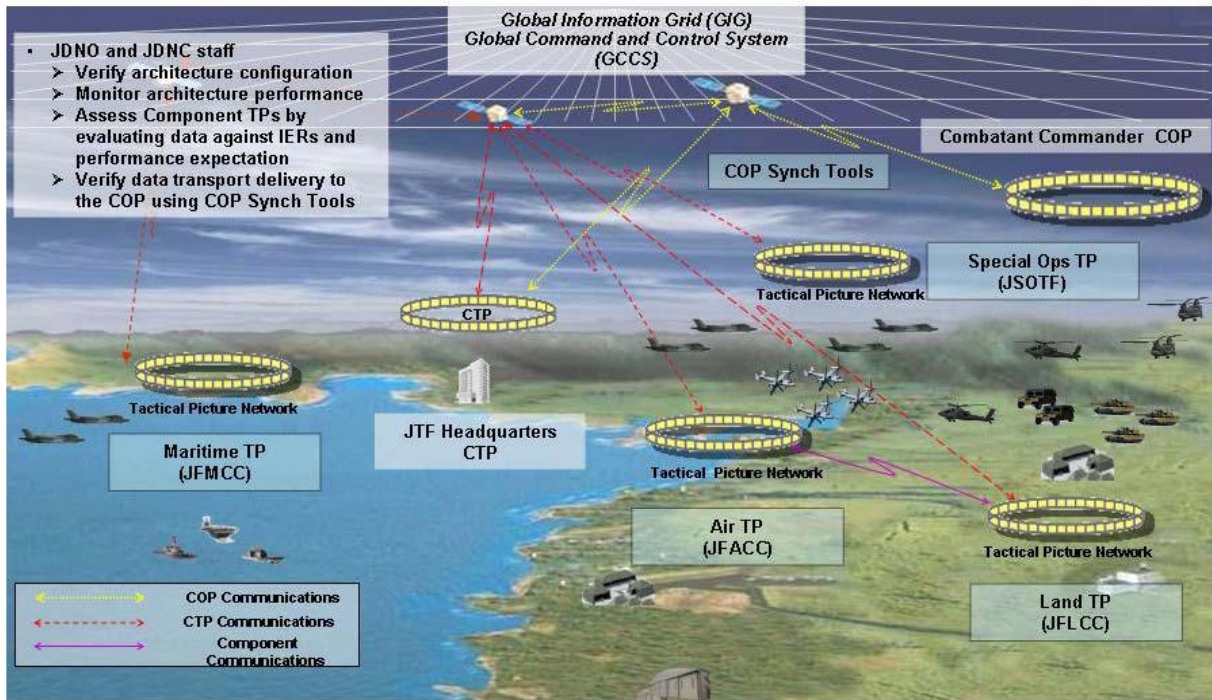 Global Information Grid (GIG)
Global Command and Control System
(GCCS)
• JDNO and JDNC staff
➢ Verify architecture configuration
➢ Monitor architecture performance
➢ Assess Component TPs by
evaluating data against IERs and
performance expectation
➢ Verify data transport delivery to
the COP using COP Synch Tools
Combatant Commander COP
COP Synch Tools
Special Ops TP
(JSOTF)
Tactical Picture Network
CTP
Tactical Picture Network
Maritime TP
(JFMCC)
JTF Headquarters
CTP
Tactical Picture Network
Air TP
(JFACC)
Tactical Picture Network
Land TP
(JFLCC)
COP Communications
CTP Communications
Component
Communications